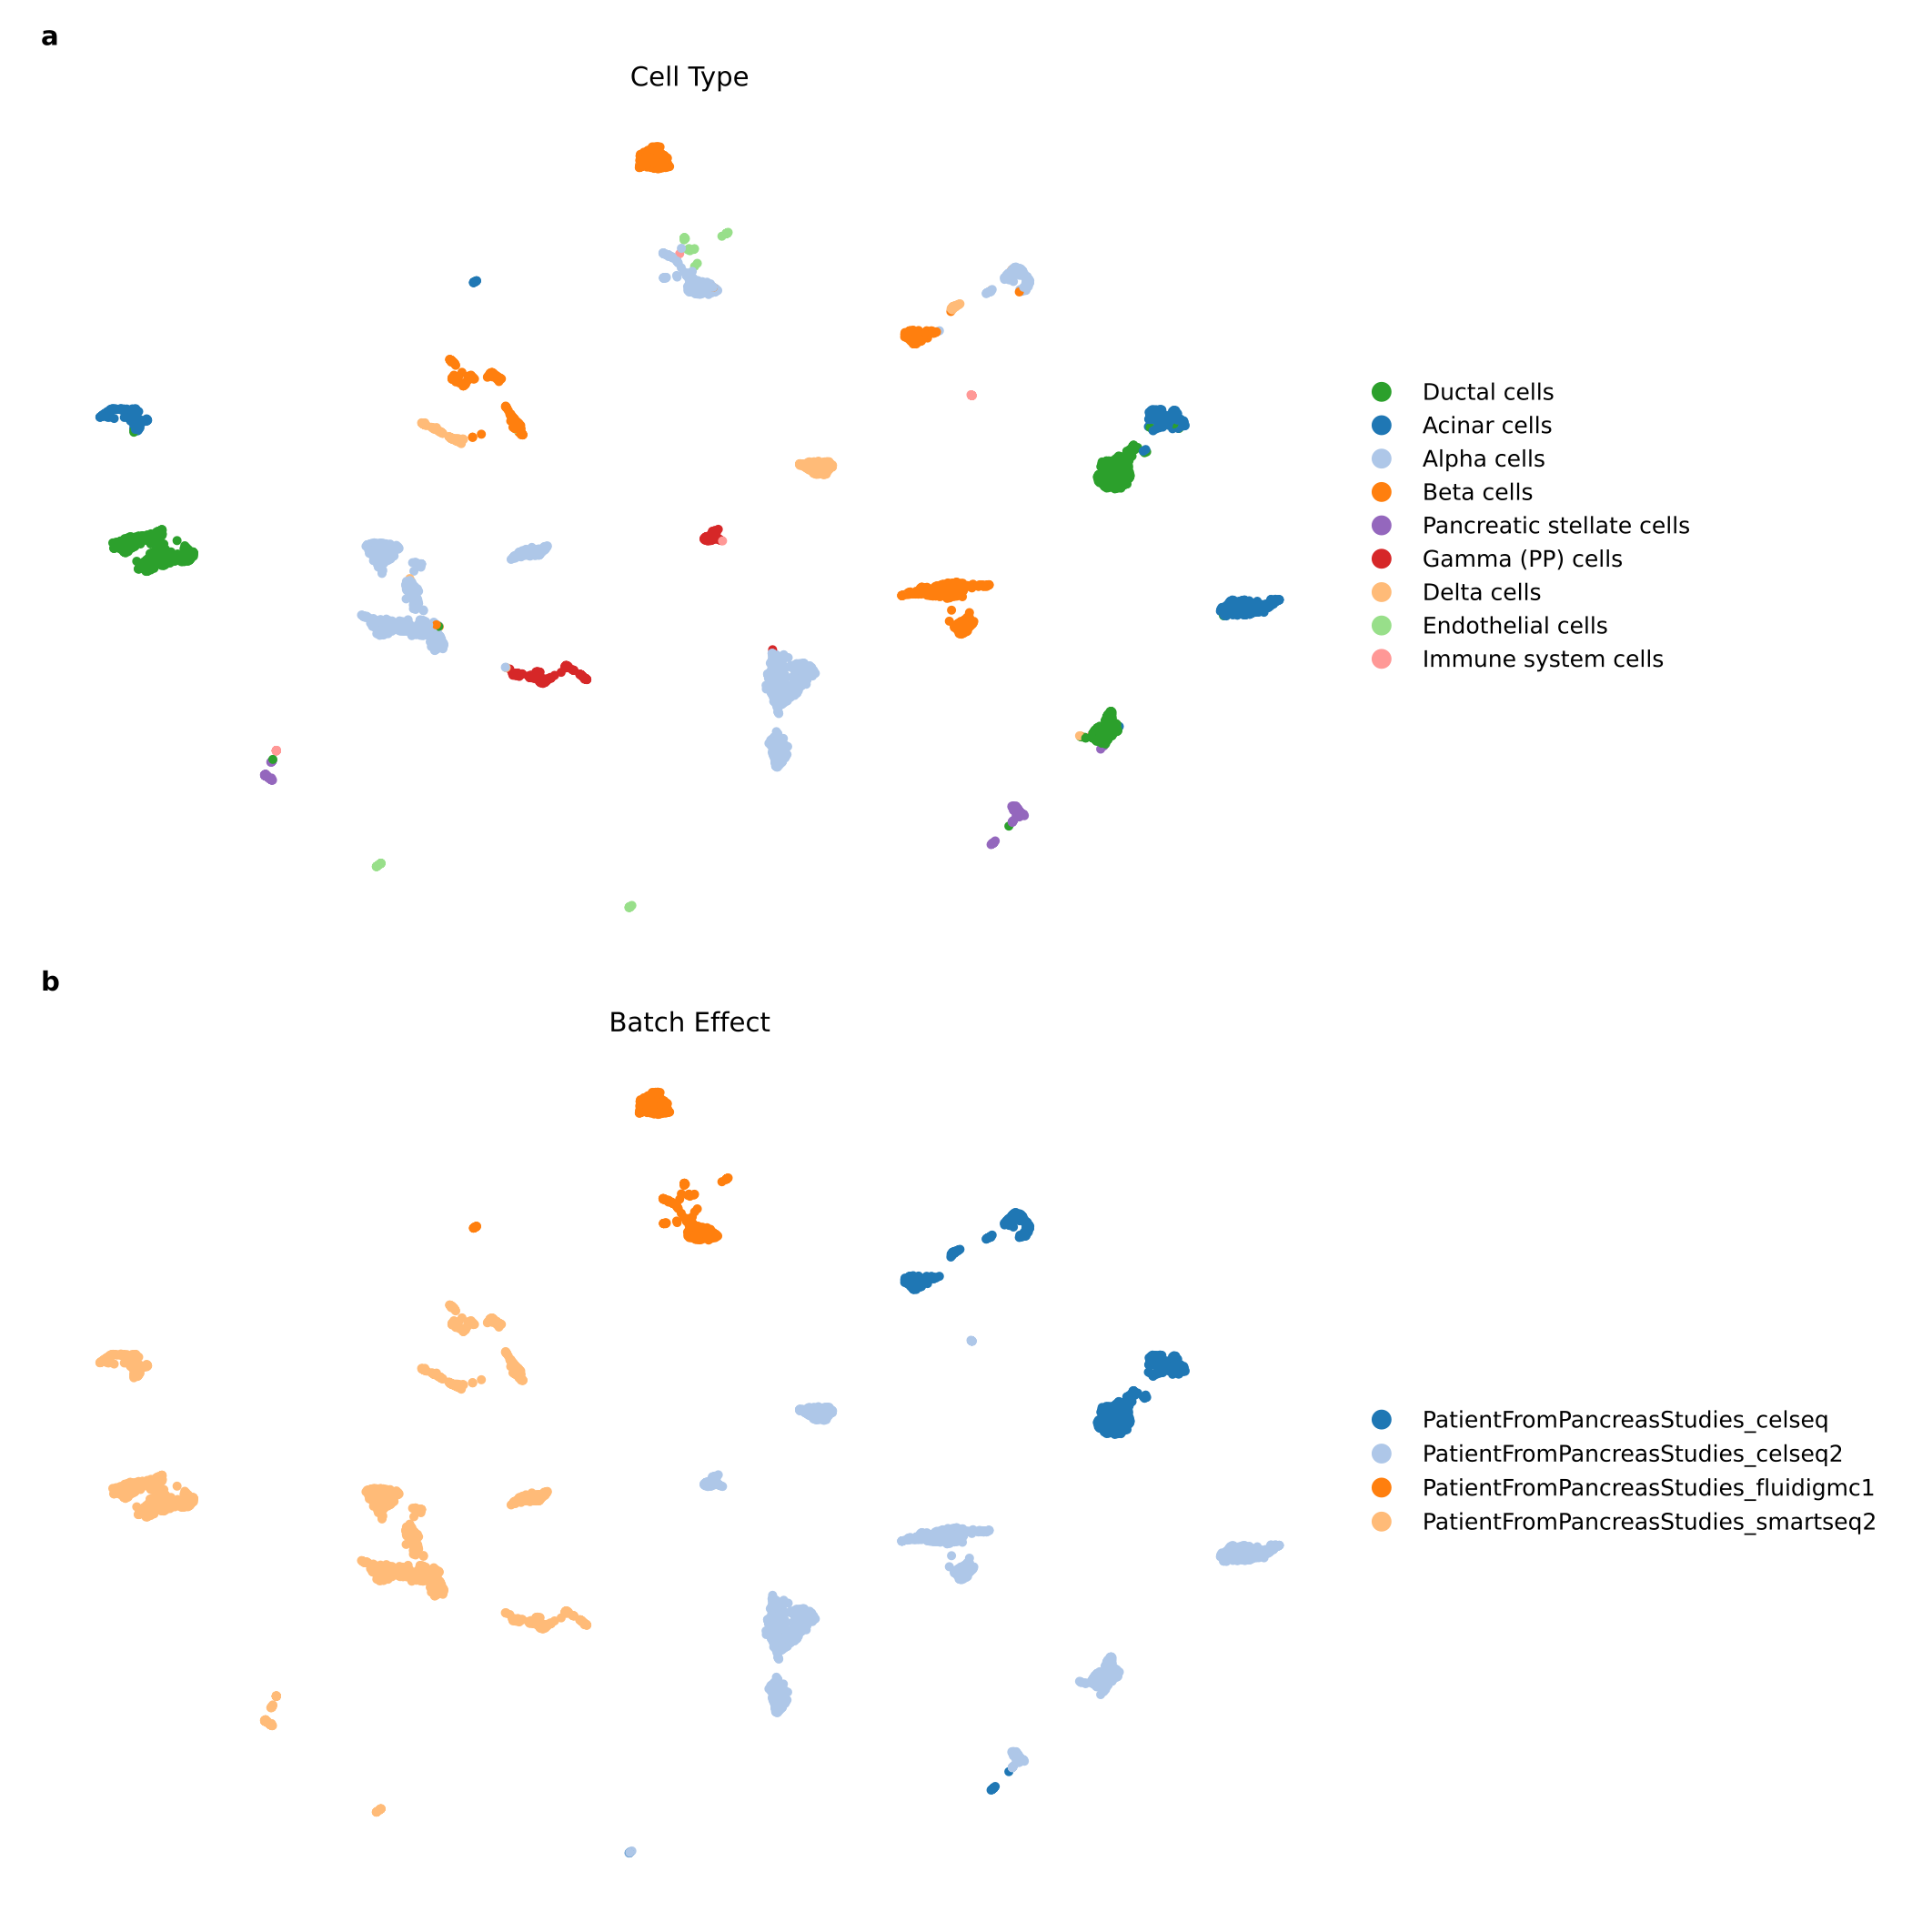 a
Cell Type
Ductal cells
Acinar cells
Alpha cells
Beta cells
Pancreatic stellate cells
Gamma (PP) cells
Delta cells
Endothelial cells
Immune system cells
b
Batch Effect
PatientFromPancreasStudies_celseq
PatientFromPancreasStudies_celseq2
PatientFromPancreasStudies_fluidigmc1
PatientFromPancreasStudies_smartseq2